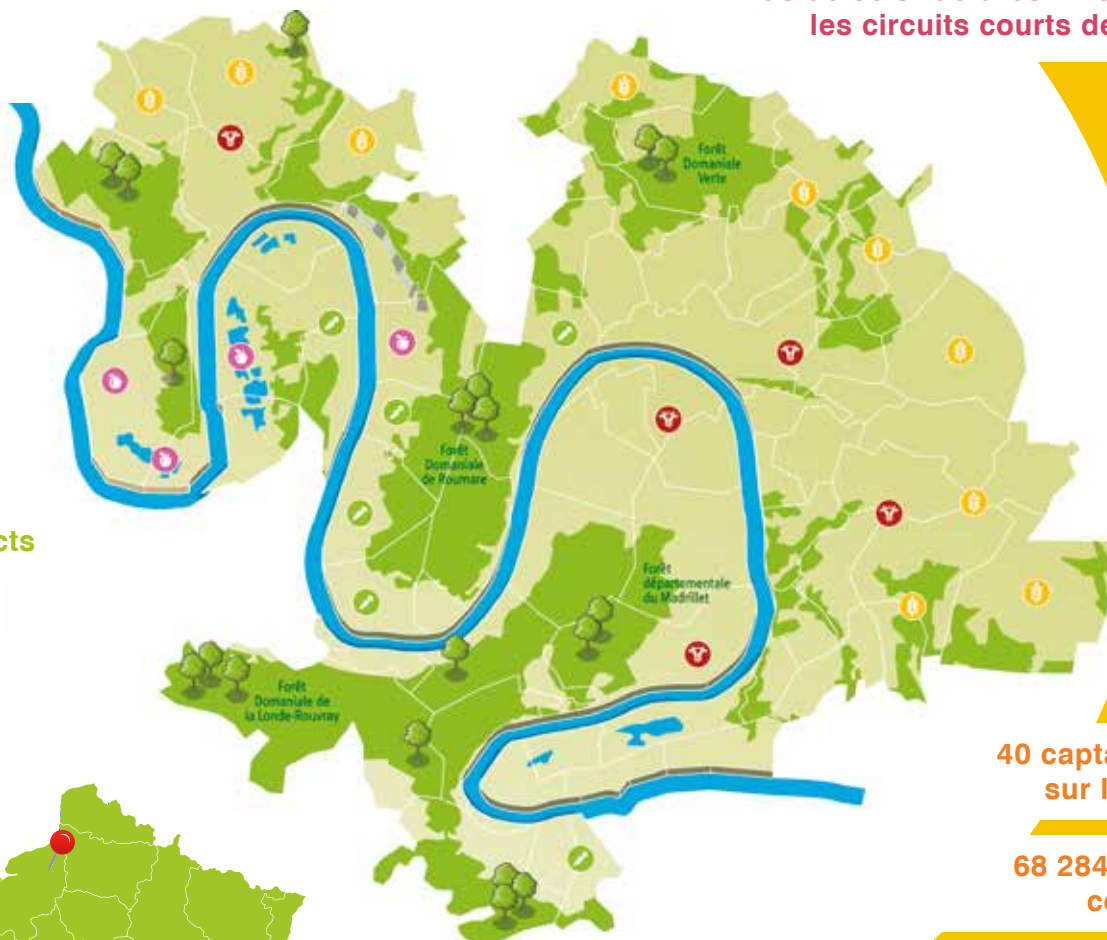 les circuits courts de
Forêt
Domaniale
Verte
Forêt
Domaniale
de Roumare
cts
Forêt
départementale
du Madrillet
Forêt
Domaniale de
la Londe-Rouvray
40 capta
sur l
68 284
co